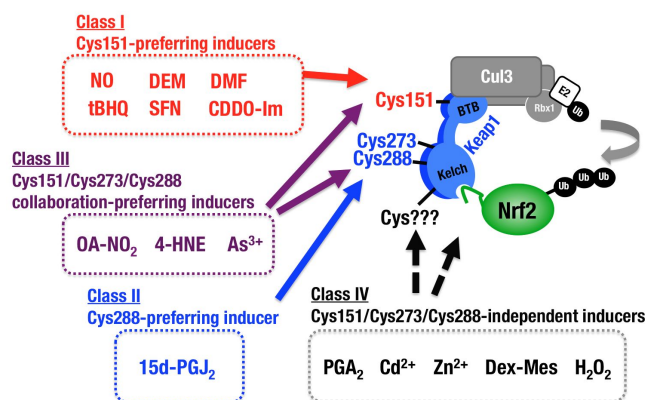 Class I
Cys151-preferring inducers
NO DEM DMF
tBHQ SFN CDDO-Im
Class III
Cys151/Cys273/Cys288
collaboration-preferring inducers
OA-NO₂ 4-HNE As³⁺
Class II
Cys288-preferring inducer
15d-PGJ₂
Cul3
Cys151
BTB
Rbx1
E2
Ub
Keap1
Cys273
Cys288
Kelch
Ub Ub Ub
Nrf2
Cys???
Class IV
Cys151/Cys273/Cys288-independent inducers
PGA₂ Cd²⁺ Zn²⁺ Dex-Mes H₂O₂